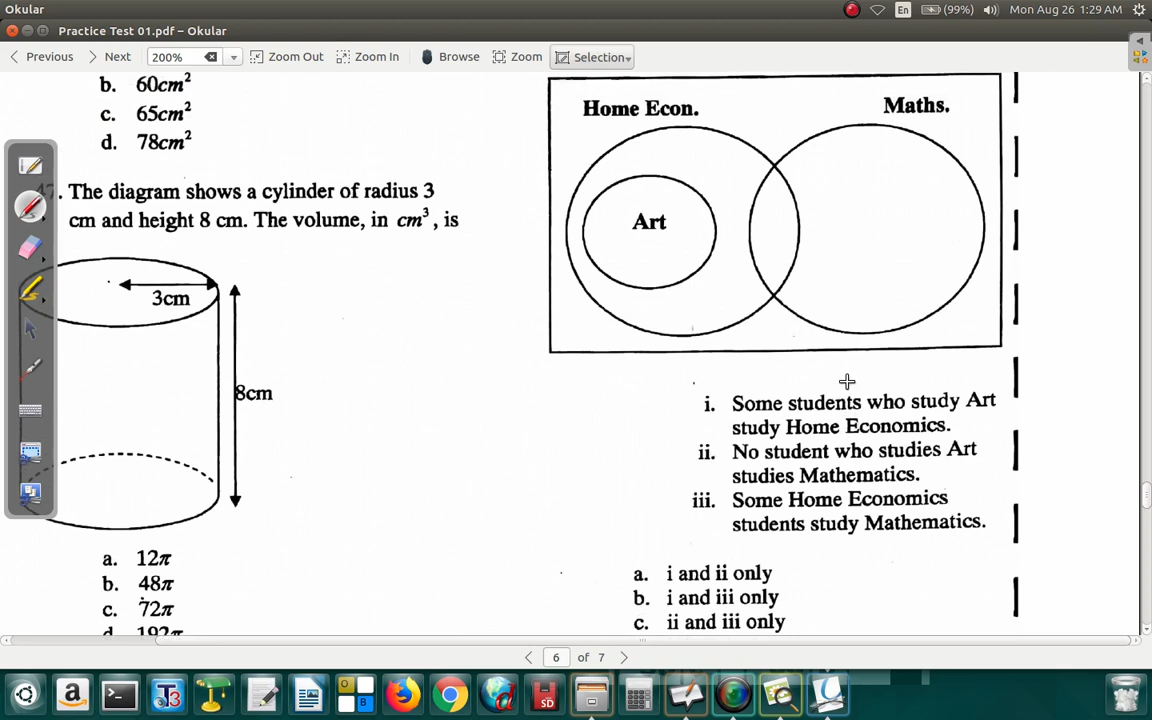 Okular
En
(99%)
Mon Aug 26 1:29 AM
Practice Test 01.pdf – Okular
Previous
Next
200%
Zoom Out
Zoom In
Browse
Zoom
Selection
b. 60cm²
c. 65cm²
d. 78cm²
47. The diagram shows a cylinder of radius 3
cm and height 8 cm. The volume, in cm³, is
3cm
8cm
a. 12π
b. 48π
c. 72π
d. 192π
Home Econ.
Maths.
Art
i. Some students who study Art
study Home Economics.
ii. No student who studies Art
studies Mathematics.
iii. Some Home Economics
students study Mathematics.
a. i and ii only
b. i and iii only
c. ii and iii only
6 of 7